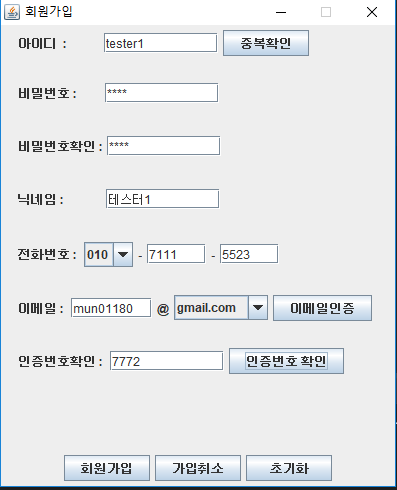 회원가입
아이디 : tester1 중복확인
비밀번호 : ****
비밀번호확인 : ****
닉네임 : 테스터1
전화번호 : 010 - 7111 - 5523
이메일 : mun01180 @ gmail.com 이메일인증
인증번호확인 : 7772 인증번호 확인
회원가입 가입취소 초기화